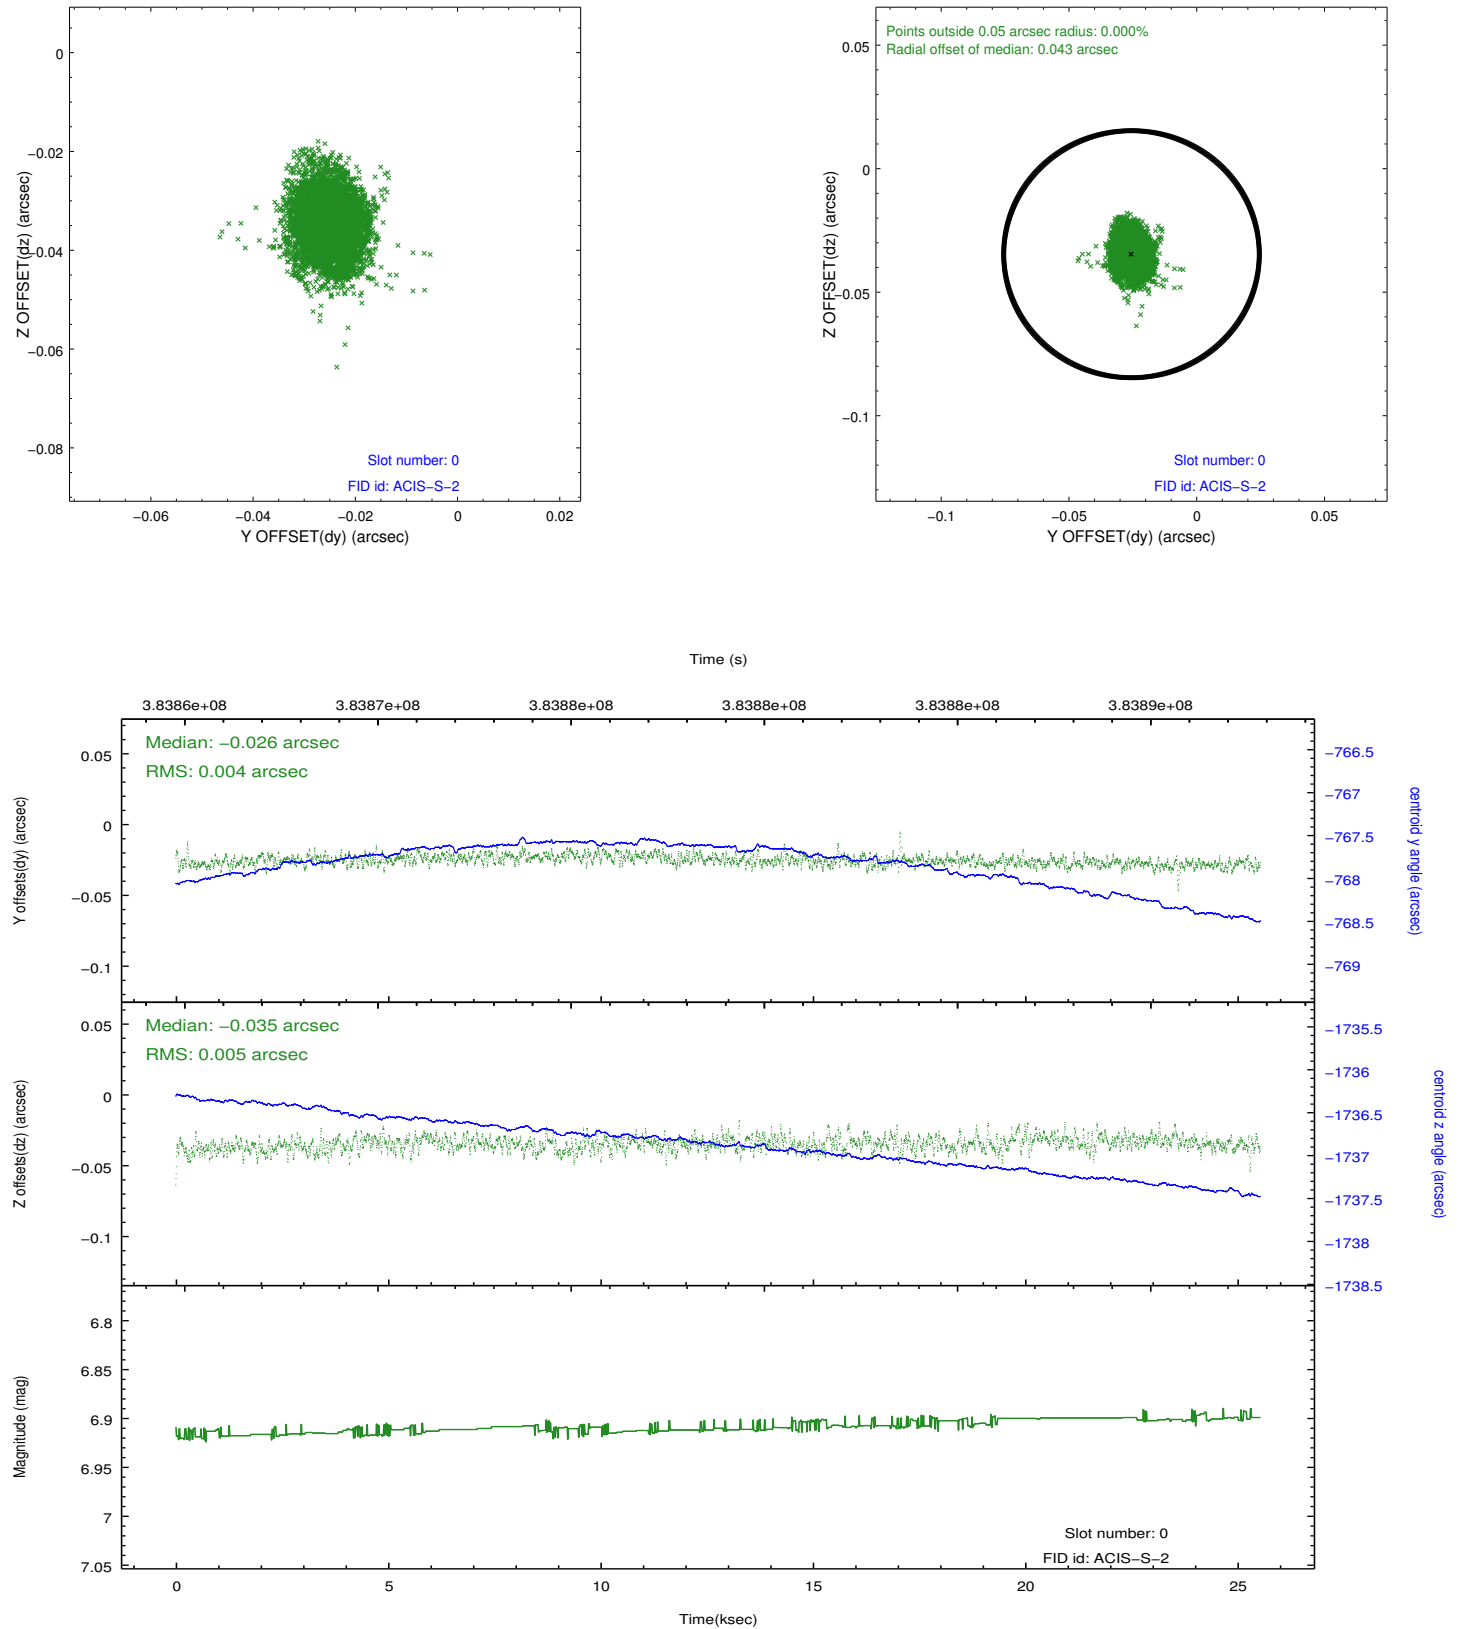 0
−0.02
−0.04
−0.06
−0.08
Z OFFSET(dz) (arcsec)
Slot number: 0
FID id: ACIS−S−2
−0.06
−0.04
−0.02
0
0.02
Y OFFSET(dy) (arcsec)
Points outside 0.05 arcsec radius: 0.000%
Radial offset of median: 0.043 arcsec
0.05
0
−0.05
−0.1
Z OFFSET(dz) (arcsec)
Slot number: 0
FID id: ACIS−S−2
−0.1
−0.05
0
0.05
Y OFFSET(dy) (arcsec)
Time (s)
3.8386e+08
3.8387e+08
3.8388e+08
3.8388e+08
3.8388e+08
3.8389e+08
Median: −0.026 arcsec
RMS: 0.004 arcsec
0.05
0
−0.05
−0.1
Y offsets(dy) (arcsec)
−766.5
−767
−767.5
−768
−768.5
−769
centroid y angle (arcsec)
Median: −0.035 arcsec
RMS: 0.005 arcsec
0.05
0
−0.05
−0.1
Z offsets(dz) (arcsec)
−1735.5
−1736
−1736.5
−1737
−1737.5
−1738
−1738.5
centroid z angle (arcsec)
6.8
6.85
6.9
6.95
7
7.05
Magnitude (mag)
Slot number: 0
FID id: ACIS−S−2
0
5
10
15
20
25
Time(ksec)